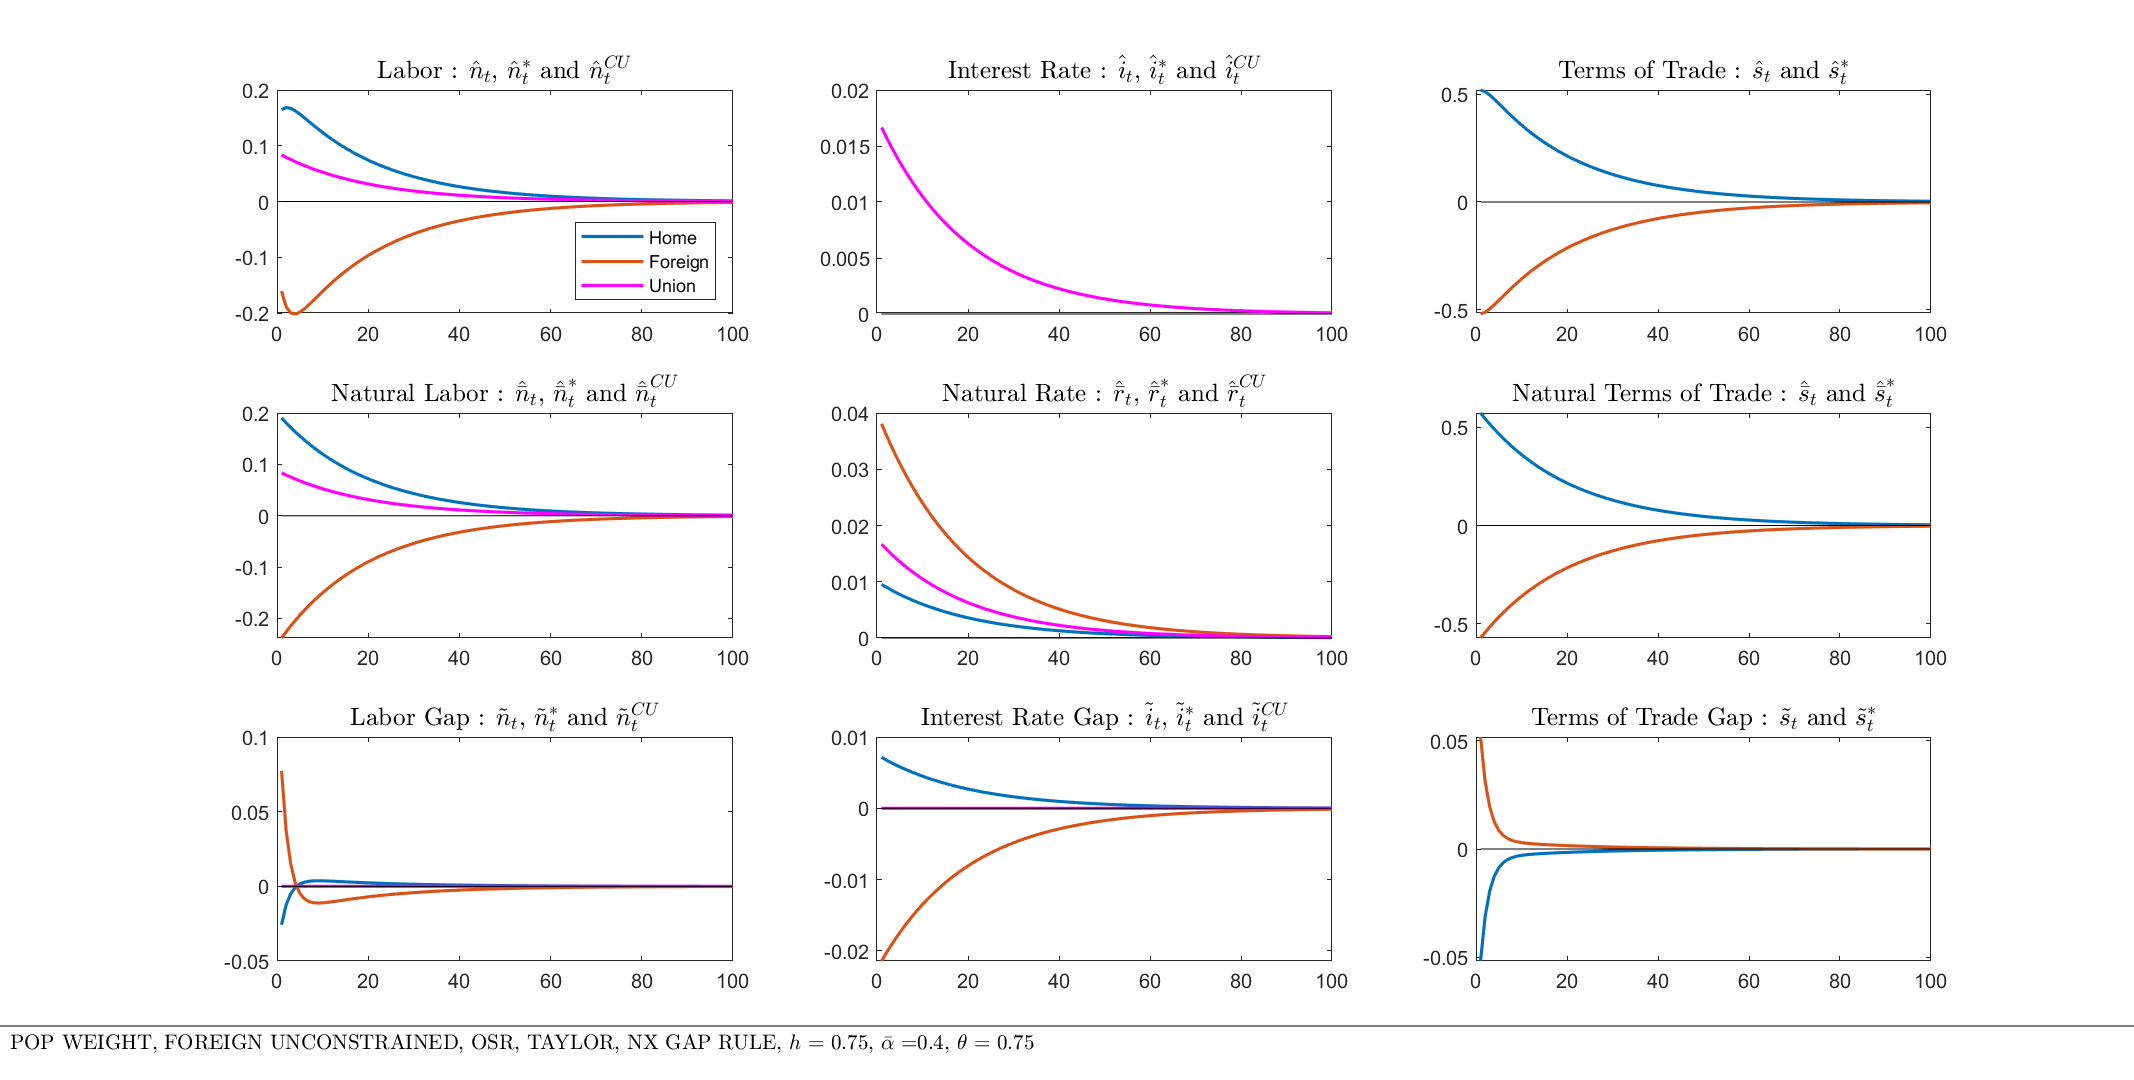 Labor : n̂ₜ, n̂ₜ* and n̂ₜᶜᵁ
Interest Rate : îₜ, îₜ* and îₜᶜᵁ
Terms of Trade : ŝₜ and ŝₜ*
0.2
0.1
0
-0.1
-0.2
0 20 40 60 80 100
Home
Foreign
Union
0.02
0.015
0.01
0.005
0
0 20 40 60 80 100
0.5
0
-0.5
0 20 40 60 80 100
Natural Labor : n̄̂ₜ, n̄̂ₜ* and n̄̂ₜᶜᵁ
Natural Rate : r̄̂ₜ, r̄̂ₜ* and r̄̂ₜᶜᵁ
Natural Terms of Trade : s̄̂ₜ and s̄̂ₜ*
0.2
0.1
0
-0.1
-0.2
0 20 40 60 80 100
0.04
0.03
0.02
0.01
0
0 20 40 60 80 100
0.5
0
-0.5
0 20 40 60 80 100
Labor Gap : ñₜ, ñₜ* and ñₜᶜᵁ
Interest Rate Gap : ĩₜ, ĩₜ* and ĩₜᶜᵁ
Terms of Trade Gap : s̃ₜ and s̃ₜ*
0.1
0.05
0
-0.05
0 20 40 60 80 100
0.01
0
-0.01
-0.02
0 20 40 60 80 100
0.05
0
-0.05
0 20 40 60 80 100
POP WEIGHT, FOREIGN UNCONSTRAINED, OSR, TAYLOR, NX GAP RULE, h = 0.75, ᾱ =0.4, θ = 0.75